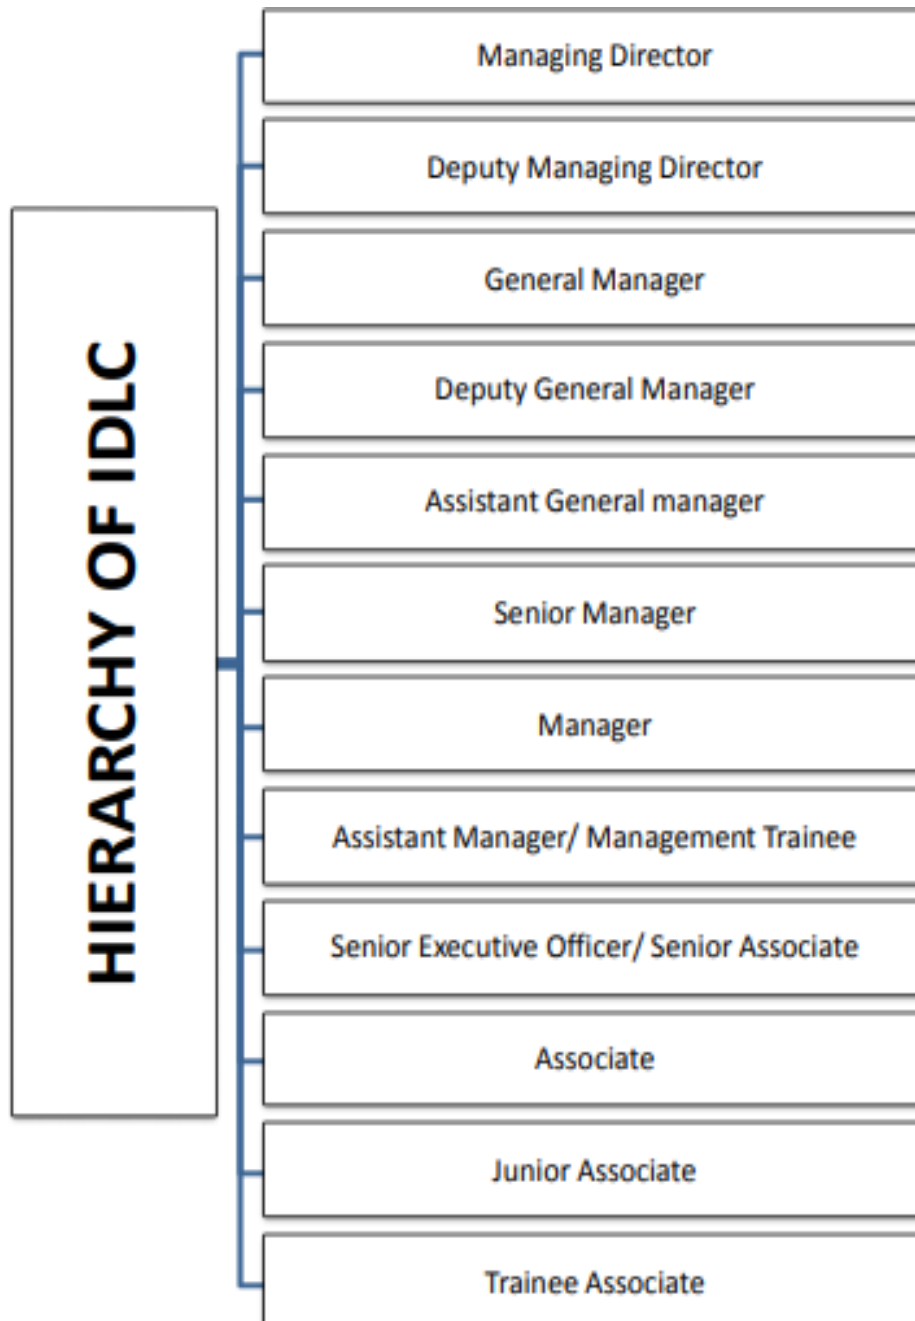 HIERARCHY OF IDLC
Managing Director
Deputy Managing Director
General Manager
Deputy General Manager
Assistant General manager
Senior Manager
Manager
Assistant Manager/ Management Trainee
Senior Executive Officer/ Senior Associate
Associate
Junior Associate
Trainee Associate